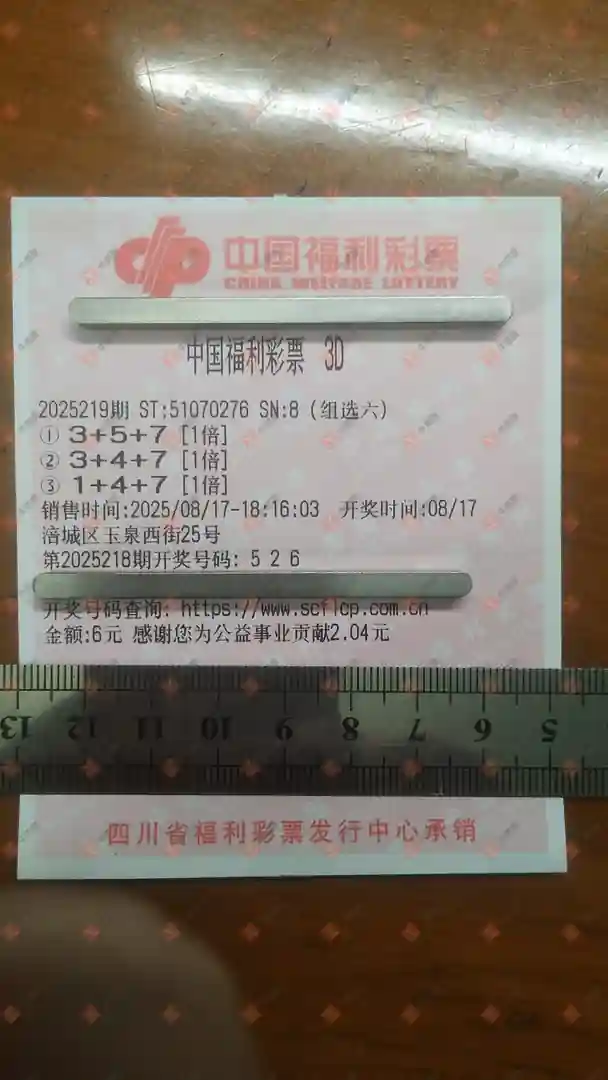 中国福利彩票
CHINA WELFARE LOTTERY
中国福利彩票 3D
2025219期 ST:51070276 SN:8 (组选六)
① 3+5+7 [1倍]
② 3+4+7 [1倍]
③ 1+4+7 [1倍]
销售时间:2025/08/17-18:16:03 开奖时间:08/17
涪城区玉泉西街25号
第2025218期开奖号码: 5 2 6
开奖号码查询: https://www.scflcp.com.cn
金额:6元 感谢您为公益事业贡献2.04元
13 12 11 10 9 8 7 6 5
四川省福利彩票发行中心承销